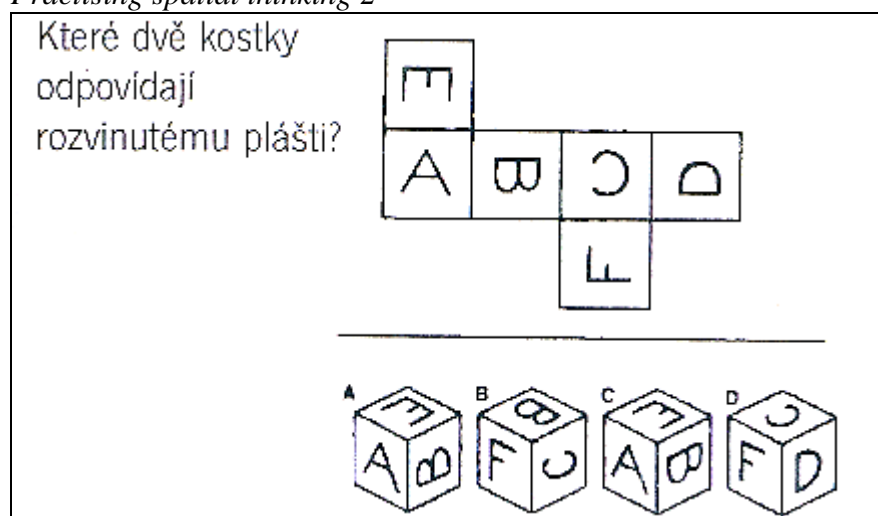 Practising spatial thinking 2
Které dvě kostky
odpovídají
rozvinutému plášti?
E
A B C D
F
A B C D
E B E C
A B F C A B F D